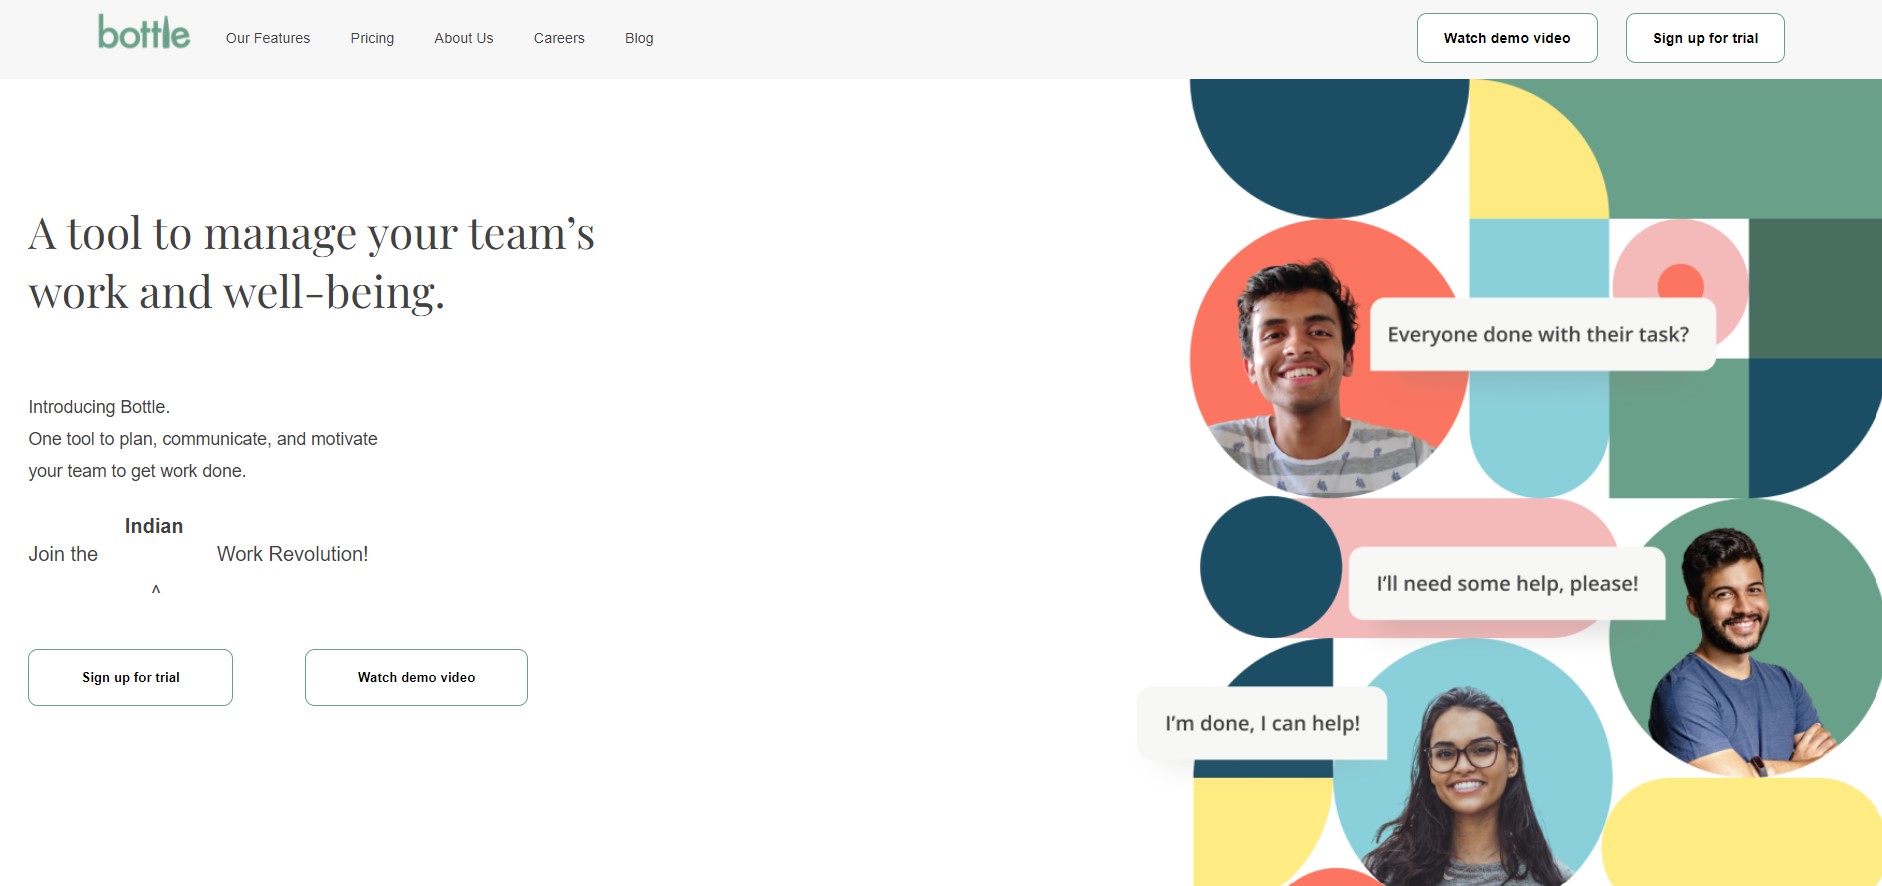 bottle
Our Features
Pricing
About Us
Careers
Blog
Watch demo video
Sign up for trial
A tool to manage your team’s
work and well-being.
Introducing Bottle.
One tool to plan, communicate, and motivate
your team to get work done.
Indian
Join the Work Revolution!
^
Sign up for trial
Watch demo video
Everyone done with their task?
I’ll need some help, please!
I’m done, I can help!